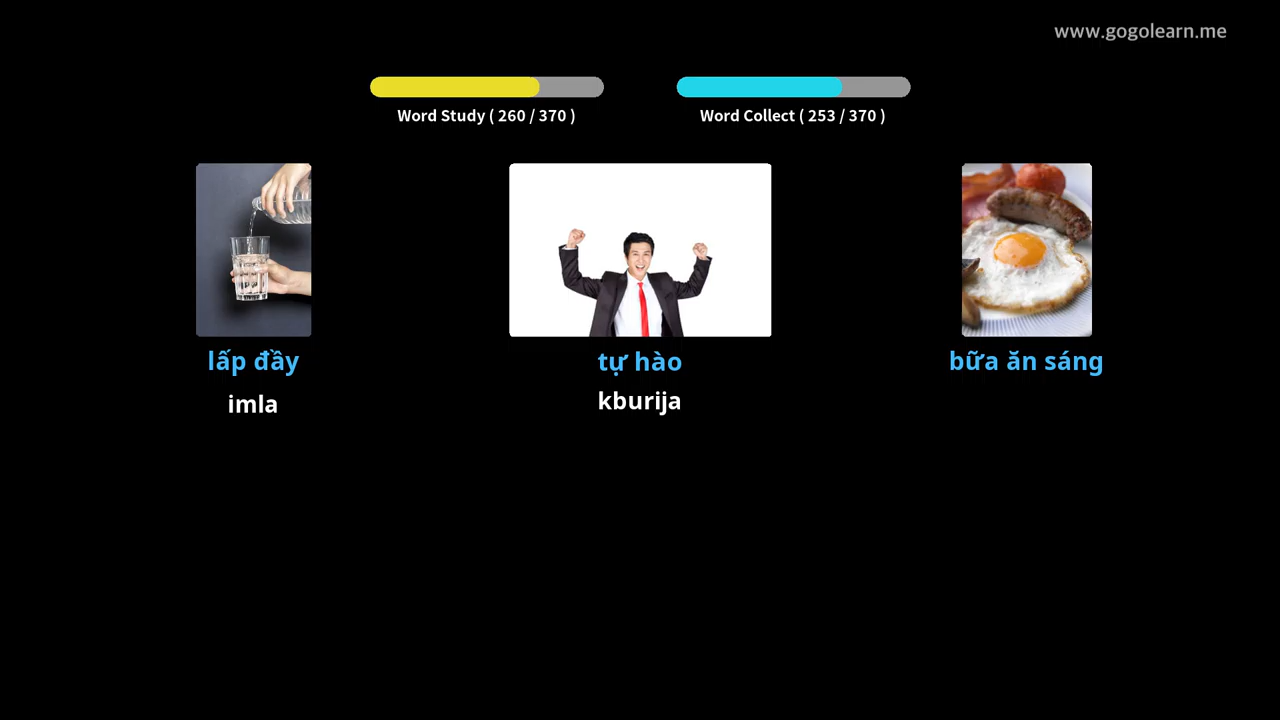 www.gogolearn.me
Word Study ( 260 / 370 )
Word Collect ( 253 / 370 )
lấp đầy
tự hào
bữa ăn sáng
imla
kburija